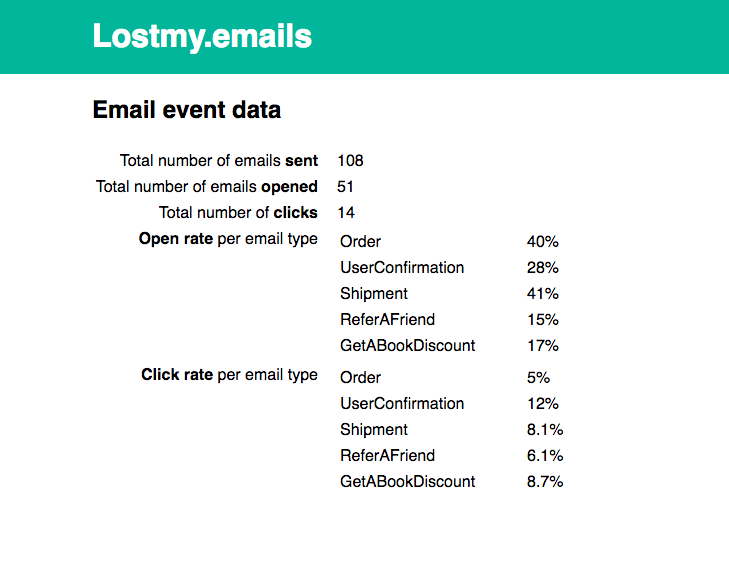 Lostmy.emails
Email event data
Total number of emails sent 108
Total number of emails opened 51
Total number of clicks 14
Open rate per email type Order 40%
UserConfirmation 28%
Shipment 41%
ReferAFriend 15%
GetABookDiscount 17%
Click rate per email type Order 5%
UserConfirmation 12%
Shipment 8.1%
ReferAFriend 6.1%
GetABookDiscount 8.7%